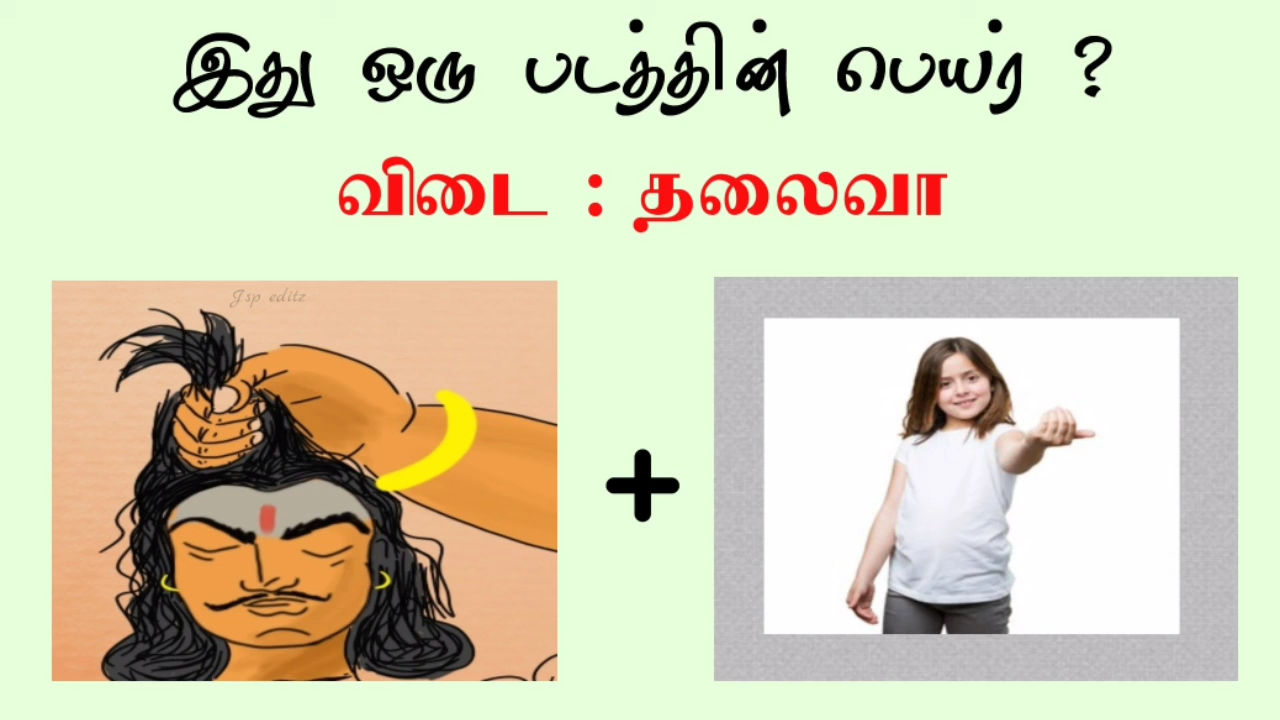 இது ஒரு படத்தின் பெயர் ?
விடை : தலைவா
Jsp editz
+